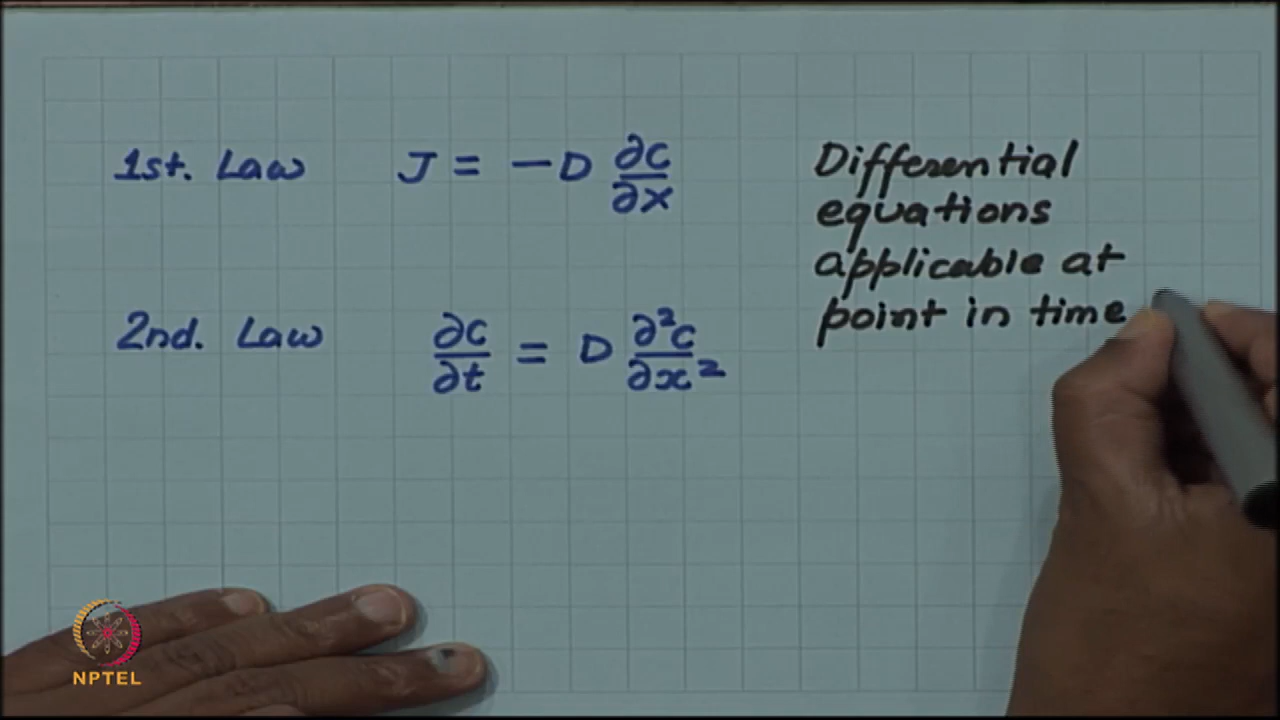 1st. Law J = -D ∂C/∂x
2nd. Law ∂C/∂t = D ∂²C/∂x²
Differential
equations
applicable at
point in time
NPTEL